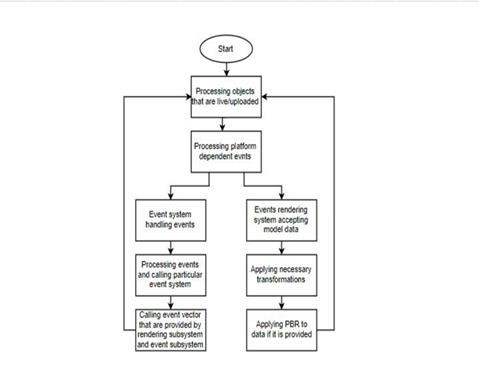 Start
Processing objects
that are live/uploaded
Processing platform
dependent evnts
Event system
handling events
Events rendering
system accepting
model data
Processing events
and calling particular
event system
Applying necessary
transformations
Calling event vector
that are provided by
rendering subsystem
and event subsystem
Applying PBR to
data if it is provided